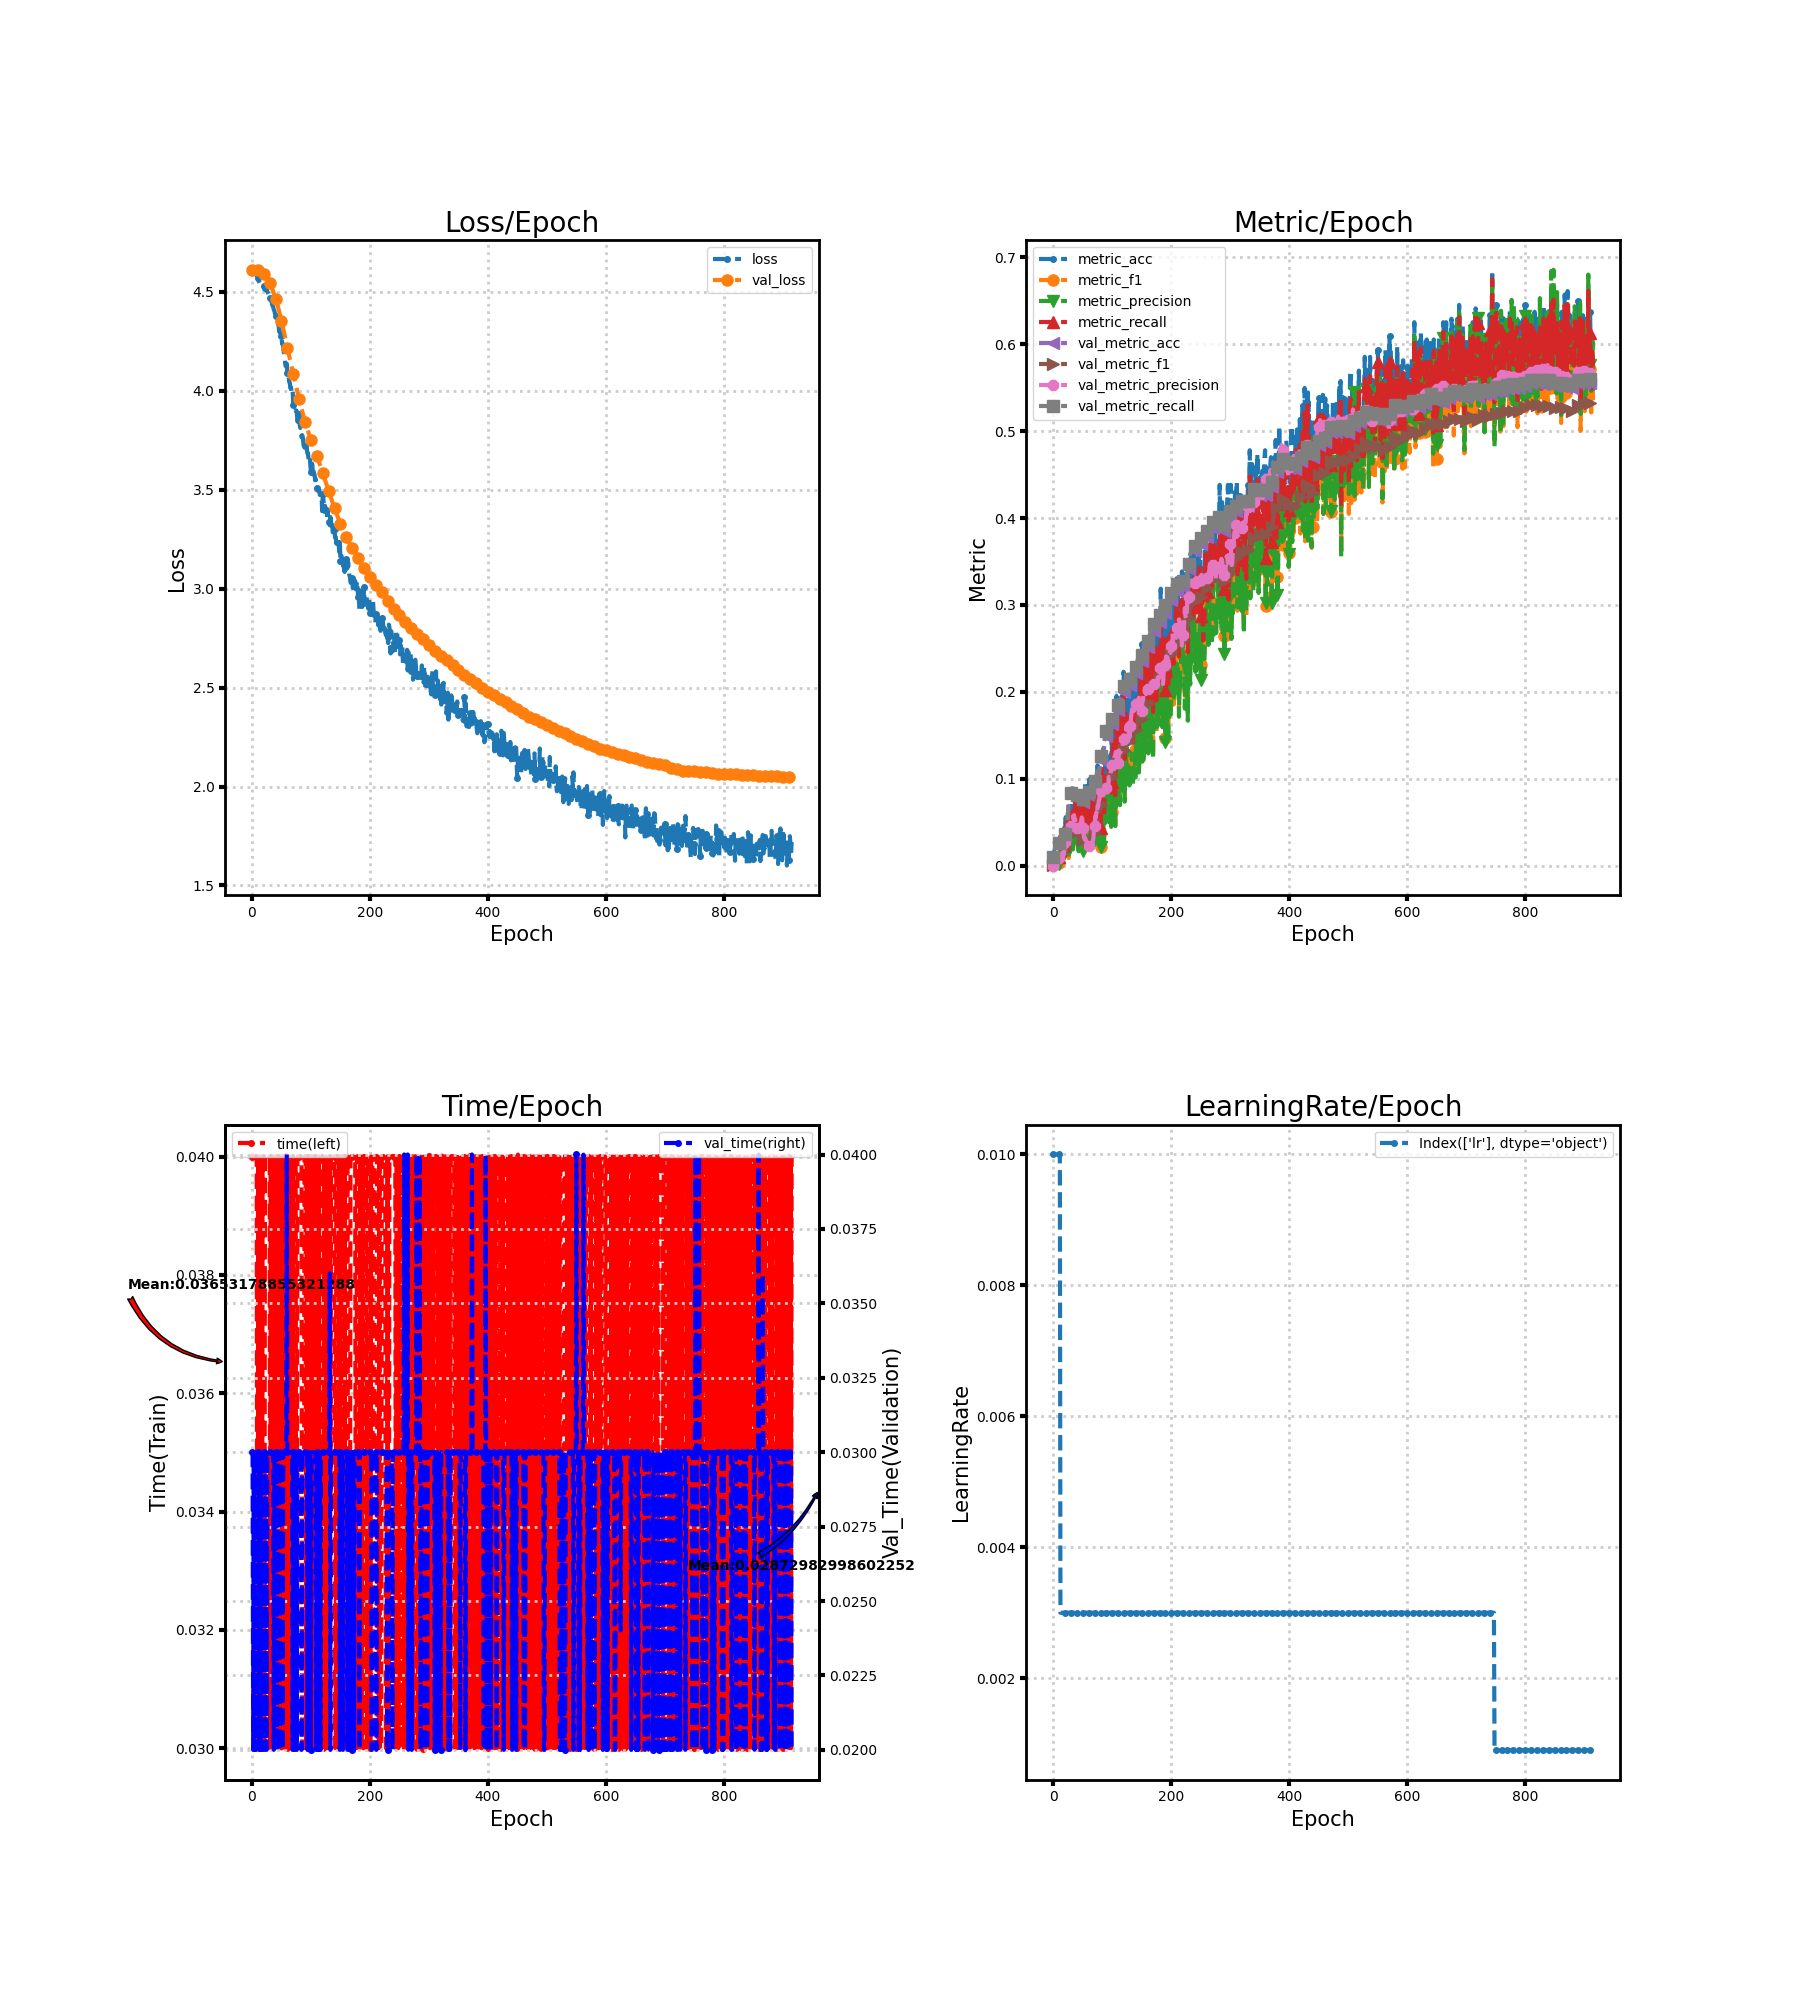 Loss/Epoch
loss
val_loss
4.5
4.0
3.5
3.0
2.5
2.0
1.5
Loss
0
200
400
600
800
Epoch
Metric/Epoch
metric_acc
metric_f1
metric_precision
metric_recall
val_metric_acc
val_metric_f1
val_metric_precision
val_metric_recall
0.7
0.6
0.5
0.4
0.3
0.2
0.1
0.0
Metric
0
200
400
600
800
Epoch
Time/Epoch
time(left)
val_time(right)
0.040
0.038
0.036
0.034
0.032
0.030
Time(Train)
Mean:0.03653178855321288
0.0400
0.0375
0.0350
0.0325
0.0300
0.0275
0.0250
0.0225
0.0200
Val_Time(Validation)
Mean:0.02872982998602252
0
200
400
600
800
Epoch
LearningRate/Epoch
Index(['lr'], dtype='object')
0.010
0.008
0.006
0.004
0.002
LearningRate
0
200
400
600
800
Epoch